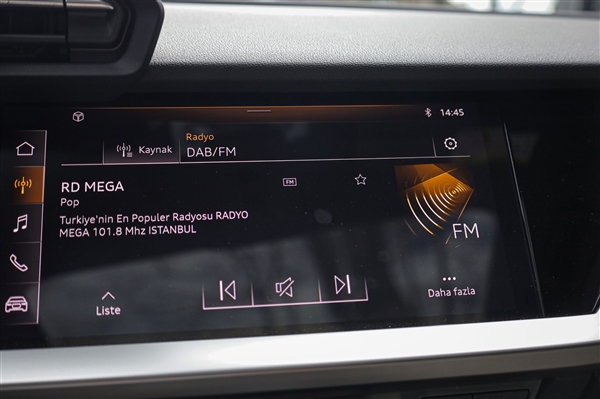 14:45
Radyo
Kaynak
DAB/FM
RD MEGA
FM
Pop
Turkiye'nin En Populer Radyosu RADYO
MEGA 101.8 Mhz ISTANBUL
FM
Liste
Daha fazla